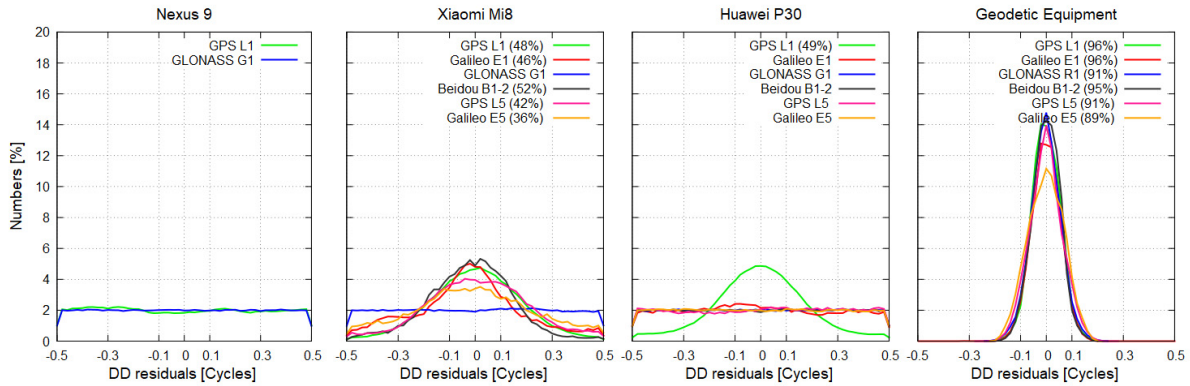 Nexus 9
Xiaomi Mi8
Huawei P30
Geodetic Equipment
Numbers [%]
20
18
16
14
12
10
8
6
4
2
0
GPS L1
GLONASS G1
-0.5
-0.3
-0.1
0
0.1
0.3
0.5
DD residuals [Cycles]
GPS L1 (48%)
Galileo E1 (46%)
GLONASS G1
Beidou B1-2 (52%)
GPS L5 (42%)
Galileo E5 (36%)
-0.5
-0.3
-0.1
0
0.1
0.3
0.5
DD residuals [Cycles]
GPS L1 (49%)
Galileo E1
GLONASS G1
Beidou B1-2
GPS L5
Galileo E5
-0.5
-0.3
-0.1
0
0.1
0.3
0.5
DD residuals [Cycles]
GPS L1 (96%)
Galileo E1 (96%)
GLONASS R1 (91%)
Beidou B1-2 (95%)
GPS L5 (91%)
Galileo E5 (89%)
-0.5
-0.3
-0.1
0
0.1
0.3
0.5
DD residuals [Cycles]